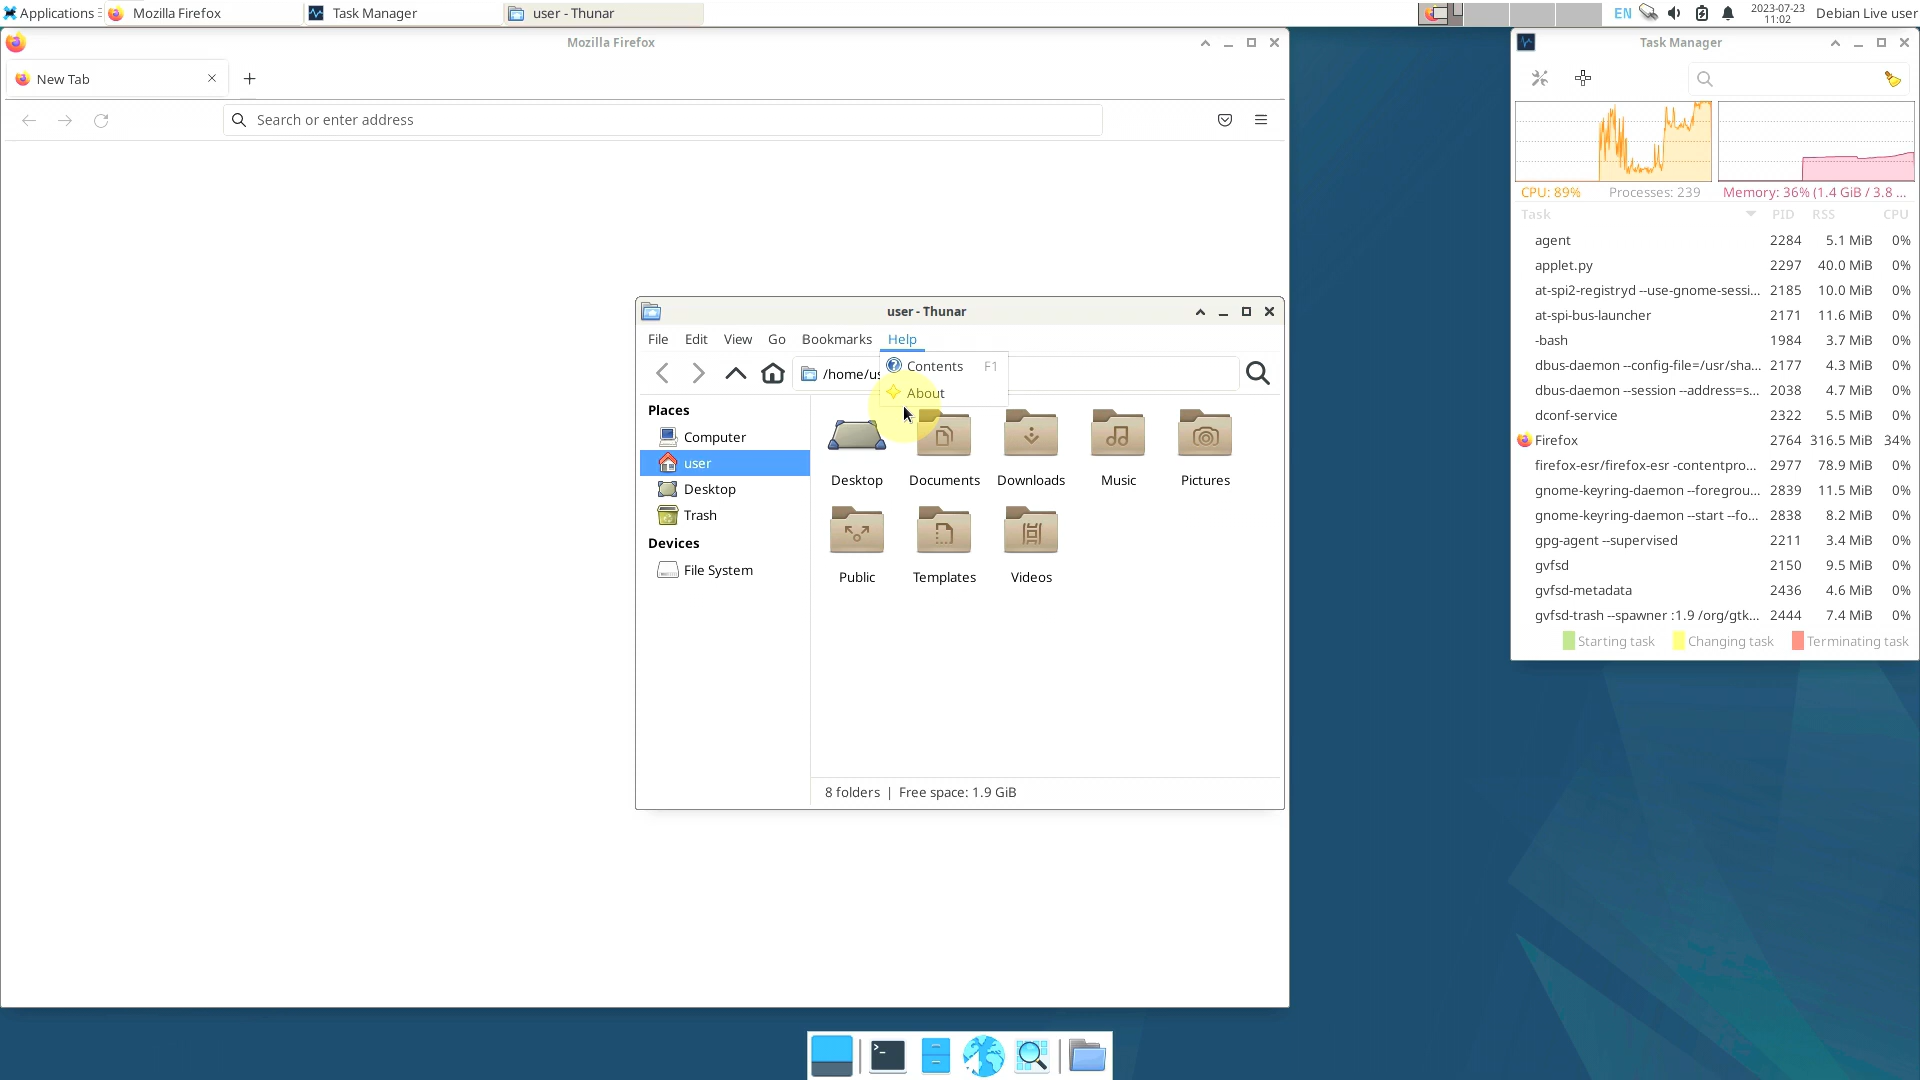 Applications
Mozilla Firefox
Task Manager
user - Thunar
EN
2023-07-23
11:02
Debian Live user
Mozilla Firefox
New Tab
Search or enter address
user - Thunar
File Edit View Go Bookmarks Help
/home/us
Contents F1
About
Places
Computer
user
Desktop
Trash
Devices
File System
Desktop Documents Downloads Music Pictures
Public Templates Videos
8 folders | Free space: 1.9 GiB
Task Manager
CPU: 89% Processes: 239 Memory: 36% (1.4 GiB / 3.8 ...
Task PID RSS CPU
agent 2284 5.1 MiB 0%
applet.py 2297 40.0 MiB 0%
at-spi2-registryd --use-gnome-sessi... 2185 10.0 MiB 0%
at-spi-bus-launcher 2171 11.6 MiB 0%
-bash 1984 3.7 MiB 0%
dbus-daemon --config-file=/usr/sha... 2177 4.3 MiB 0%
dbus-daemon --session --address=s... 2038 4.7 MiB 0%
dconf-service 2322 5.5 MiB 0%
Firefox 2764 316.5 MiB 34%
firefox-esr/firefox-esr -contentpro... 2977 78.9 MiB 0%
gnome-keyring-daemon --foregrou... 2839 11.5 MiB 0%
gnome-keyring-daemon --start --fo... 2838 8.2 MiB 0%
gpg-agent --supervised 2211 3.4 MiB 0%
gvfsd 2150 9.5 MiB 0%
gvfsd-metadata 2436 4.6 MiB 0%
gvfsd-trash --spawner :1.9 /org/gtk... 2444 7.4 MiB 0%
Starting task Changing task Terminating task